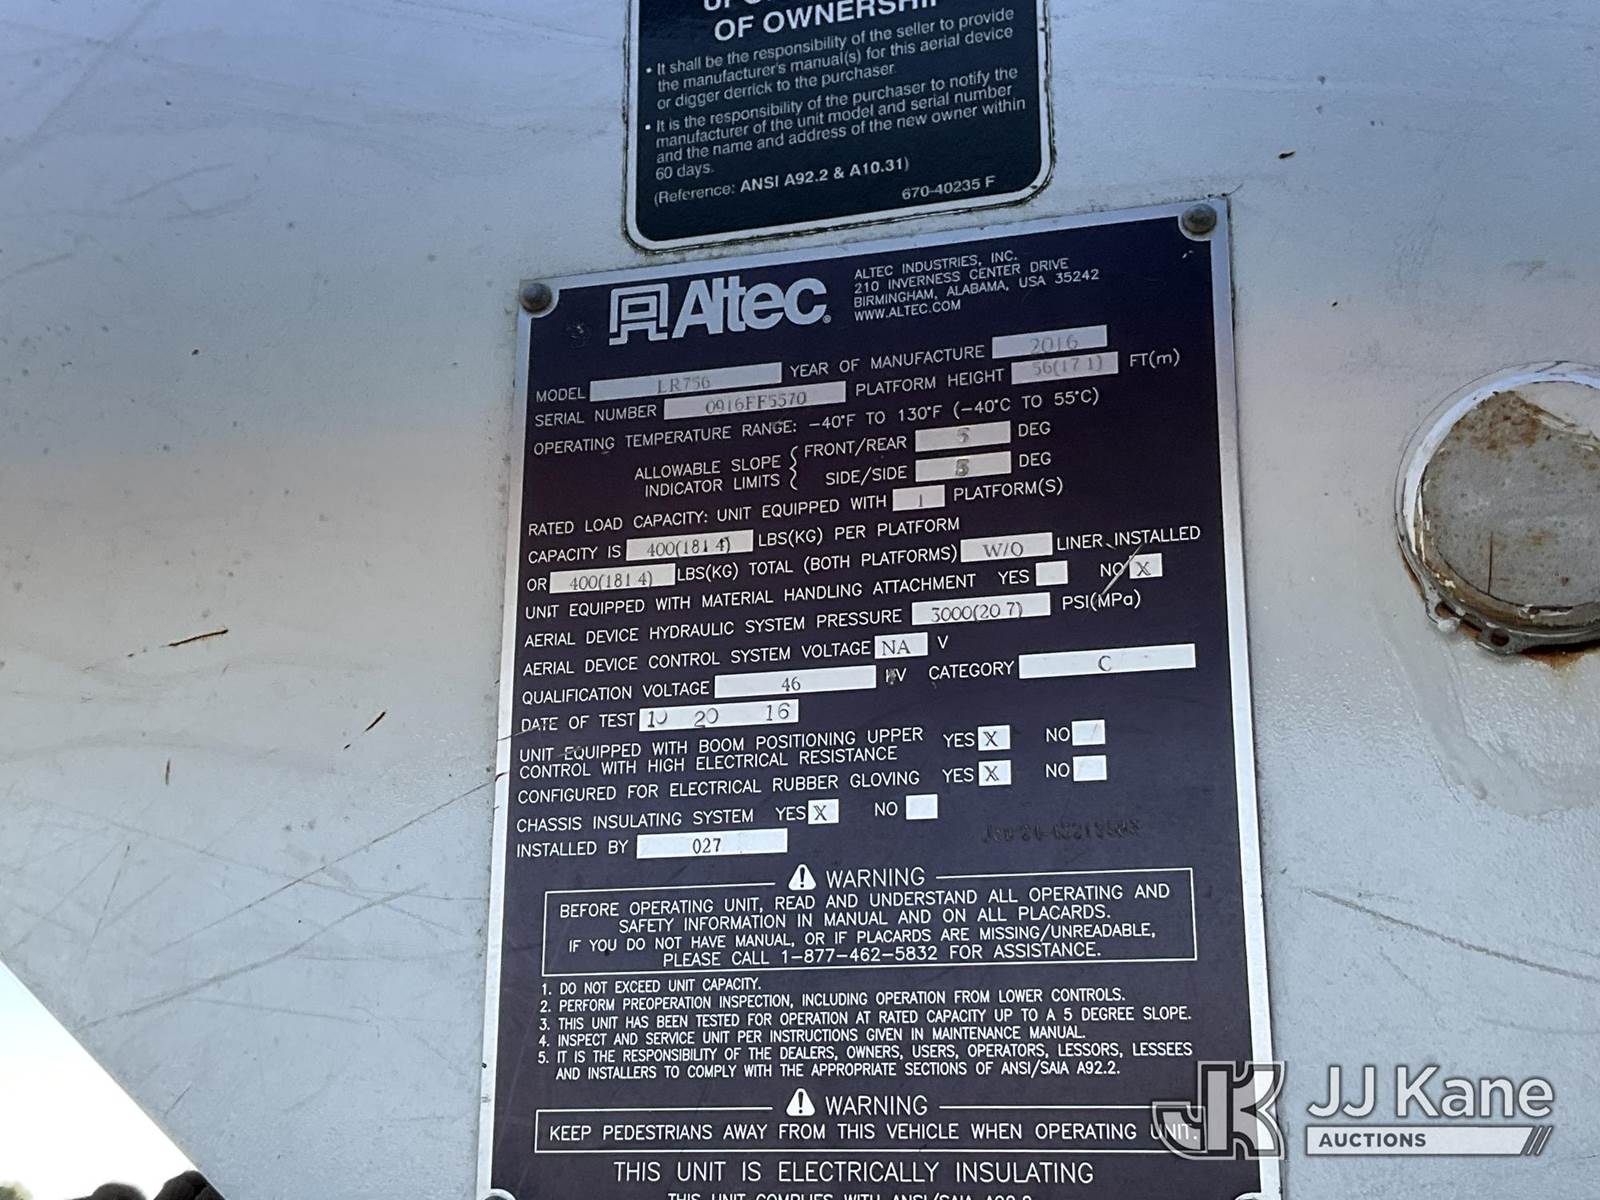 OF OWNERSHIP
• It shall be the responsibility of the seller to provide
the manufacturer's manual(s) for this aerial device
or digger derrick to the purchaser.
• It is the responsibility of the purchaser to notify the
manufacturer of the unit model and serial number
and the name and address of the new owner within
60 days.
(Reference: ANSI A92.2 & A10.31)
670-40235 F
Altec®
ALTEC INDUSTRIES, INC.
210 INVERNESS CENTER DRIVE
BIRMINGHAM, ALABAMA, USA 35242
WWW.ALTEC.COM
MODEL LR756 YEAR OF MANUFACTURE 2016
SERIAL NUMBER 0916FF5570 PLATFORM HEIGHT 56(17 1) FT(m)
OPERATING TEMPERATURE RANGE: -40°F TO 130°F (-40°C TO 55°C)
ALLOWABLE SLOPE INDICATOR LIMITS { FRONT/REAR 5 DEG
SIDE/SIDE 5 DEG
RATED LOAD CAPACITY: UNIT EQUIPPED WITH 1 PLATFORM(S)
CAPACITY IS 400(181 4) LBS(KG) PER PLATFORM
OR 400(181 4) LBS(KG) TOTAL (BOTH PLATFORMS) W/O LINER INSTALLED
UNIT EQUIPPED WITH MATERIAL HANDLING ATTACHMENT YES NO X
AERIAL DEVICE HYDRAULIC SYSTEM PRESSURE 3000(20 7) PSI(MPa)
AERIAL DEVICE CONTROL SYSTEM VOLTAGE NA V
QUALIFICATION VOLTAGE 46 KV CATEGORY C
DATE OF TEST 10 20 16
UNIT EQUIPPED WITH BOOM POSITIONING UPPER
CONTROL WITH HIGH ELECTRICAL RESISTANCE YES X NO
CONFIGURED FOR ELECTRICAL RUBBER GLOVING YES X NO
CHASSIS INSULATING SYSTEM YES X NO
INSTALLED BY 027
WARNING
BEFORE OPERATING UNIT, READ AND UNDERSTAND ALL OPERATING AND
SAFETY INFORMATION IN MANUAL AND ON ALL PLACARDS.
IF YOU DO NOT HAVE MANUAL, OR IF PLACARDS ARE MISSING/UNREADABLE,
PLEASE CALL 1-877-462-5832 FOR ASSISTANCE.
1. DO NOT EXCEED UNIT CAPACITY.
2. PERFORM PREOPERATION INSPECTION, INCLUDING OPERATION FROM LOWER CONTROLS.
3. THIS UNIT HAS BEEN TESTED FOR OPERATION AT RATED CAPACITY UP TO A 5 DEGREE SLOPE.
4. INSPECT AND SERVICE UNIT PER INSTRUCTIONS GIVEN IN MAINTENANCE MANUAL.
5. IT IS THE RESPONSIBILITY OF THE DEALERS, OWNERS, USERS, OPERATORS, LESSORS, LESSEES
AND INSTALLERS TO COMPLY WITH THE APPROPRIATE SECTIONS OF ANSI/SAIA A92.2.
WARNING
KEEP PEDESTRIANS AWAY FROM THIS VEHICLE WHEN OPERATING UNIT.
THIS UNIT IS ELECTRICALLY INSULATING
THIS UNIT COMPLIES WITH ANSI/SAIA A92.2
JK JJ Kane
AUCTIONS